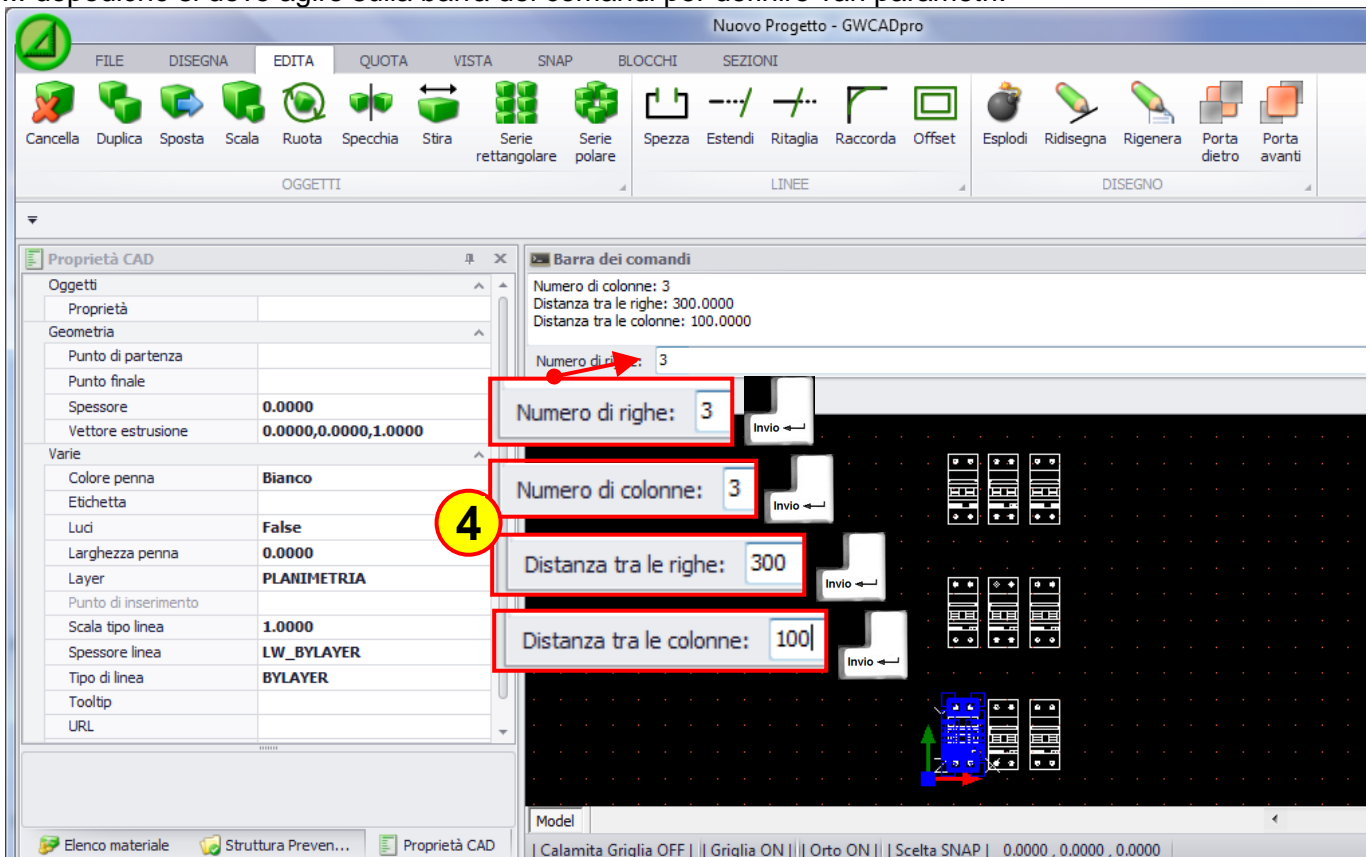 Nuovo Progetto - GWCADpro
FILE DISEGNA EDITA QUOTA VISTA SNAP BLOCCHI SEZIONI
Cancella Duplica Sposta Scala Ruota Specchia Stira Serie rettangolare Serie polare Spezza Estendi Ritaglia Raccorda Offset Esplodi Ridisegna Rigenera Porta dietro Porta avanti
OGGETTI LINEE DISEGNO
Proprietà CAD
Oggetti
Proprietà
Geometria
Punto di partenza
Punto finale
Spessore 0.0000
Vettore estrusione 0.0000,0.0000,1.0000
Varie
Colore penna Bianco
Etichetta
Luci False
Larghezza penna 0.0000
Layer PLANIMETRIA
Punto di inserimento
Scala tipo linea 1.0000
Spessore linea LW_BYLAYER
Tipo di linea BYLAYER
Tooltip
URL
Elenco materiale Struttura Preven... Proprietà CAD
Barra dei comandi
Numero di colonne: 3
Distanza tra le righe: 300.0000
Distanza tra le colonne: 100.0000
Numero di 3
4
Numero di righe: 3 Invio
Numero di colonne: 3 Invio
Distanza tra le righe: 300 Invio
Distanza tra le colonne: 100 Invio
Model
| Calamita Griglia OFF | | Griglia ON | | Orto ON | | Scelta SNAP | 0.0000 , 0.0000 , 0.0000